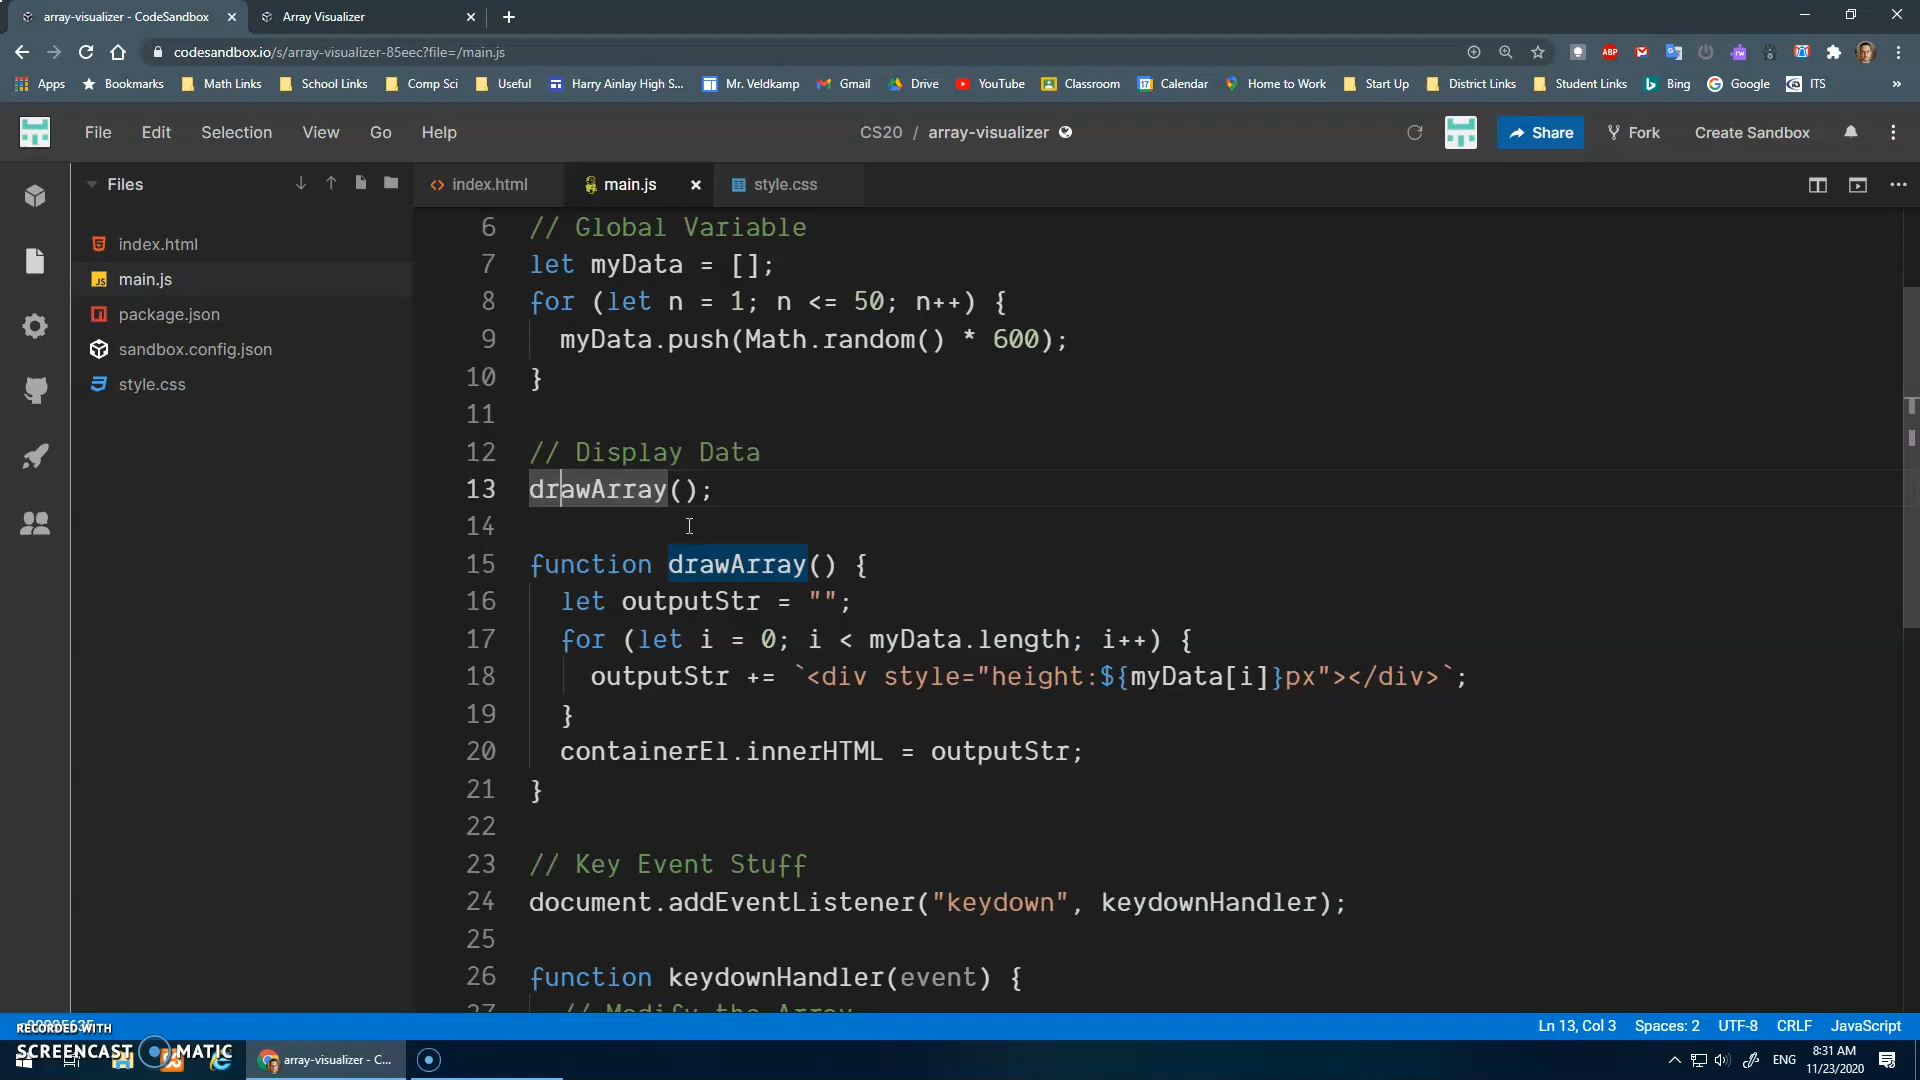 array-visualizer - CodeSandbox
Array Visualizer
codesandbox.io/s/array-visualizer-85eec?file=/main.js
Apps Bookmarks Math Links School Links Comp Sci Useful Harry Ainlay High S... Mr. Veldkamp Gmail Drive YouTube Classroom Calendar Home to Work Start Up District Links Student Links Bing Google ITS »
File Edit Selection View Go Help CS20 / array-visualizer Share Fork Create Sandbox
Files
index.html
main.js
package.json
sandbox.config.json
style.css
index.html main.js style.css
6 // Global Variable
7 let myData = [];
8 for (let n = 1; n <= 50; n++) {
9 myData.push(Math.random() * 600);
10 }
11
12 // Display Data
13 drawArray();
14
15 function drawArray() {
16 let outputStr = "";
17 for (let i = 0; i < myData.length; i++) {
18 outputStr += `<div style="height:${myData[i]}px"></div>`;
19 }
20 containerEl.innerHTML = outputStr;
21 }
22
23 // Key Event Stuff
24 document.addEventListener("keydown", keydownHandler);
25
26 function keydownHandler(event) {
27 // Modify the Array
Ln 13, Col 3 Spaces: 2 UTF-8 CRLF JavaScript
RECORDED WITH
SCREENCAST MATIC
array-visualizer - C...
ENG
8:31 AM
11/23/2020